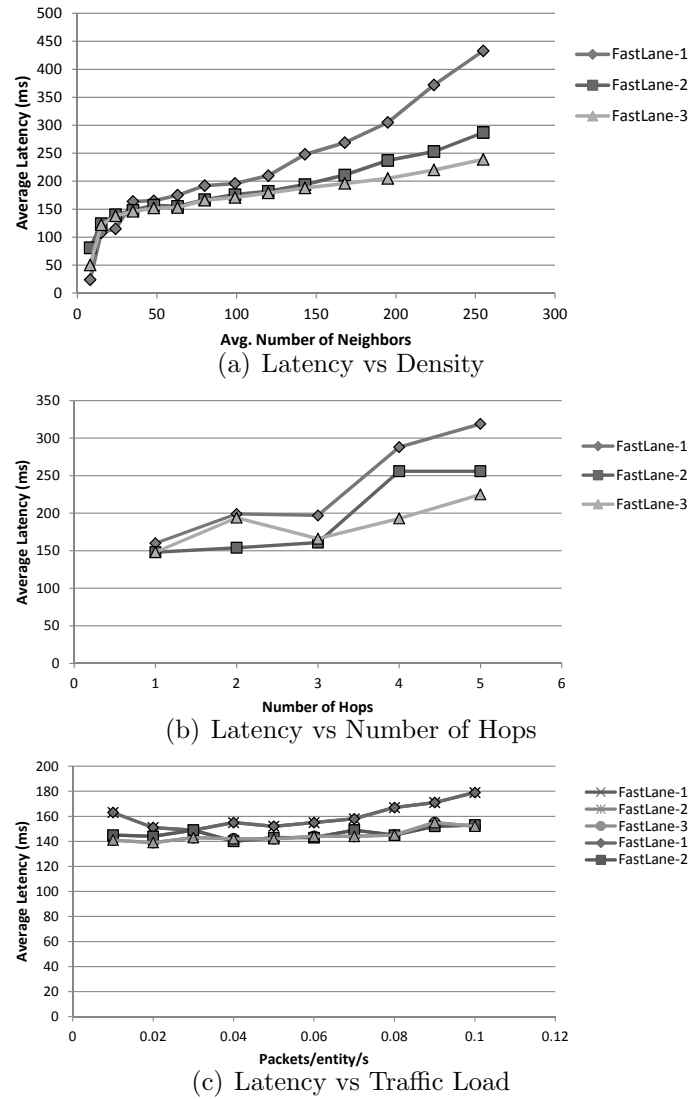 500
450
400
350
300
250
200
150
100
50
0
Average Latency (ms)
0 50 100 150 200 250 300
Avg. Number of Neighbors
FastLane-1
FastLane-2
FastLane-3
(a) Latency vs Density
350
300
250
200
150
100
50
0
Average Latency (ms)
0 1 2 3 4 5 6
Number of Hops
FastLane-1
FastLane-2
FastLane-3
(b) Latency vs Number of Hops
200
180
160
140
120
100
80
60
40
20
0
Average Letency (ms)
0 0.02 0.04 0.06 0.08 0.1 0.12
Packets/entity/s
FastLane-1
FastLane-2
FastLane-3
FastLane-1
FastLane-2
(c) Latency vs Traffic Load